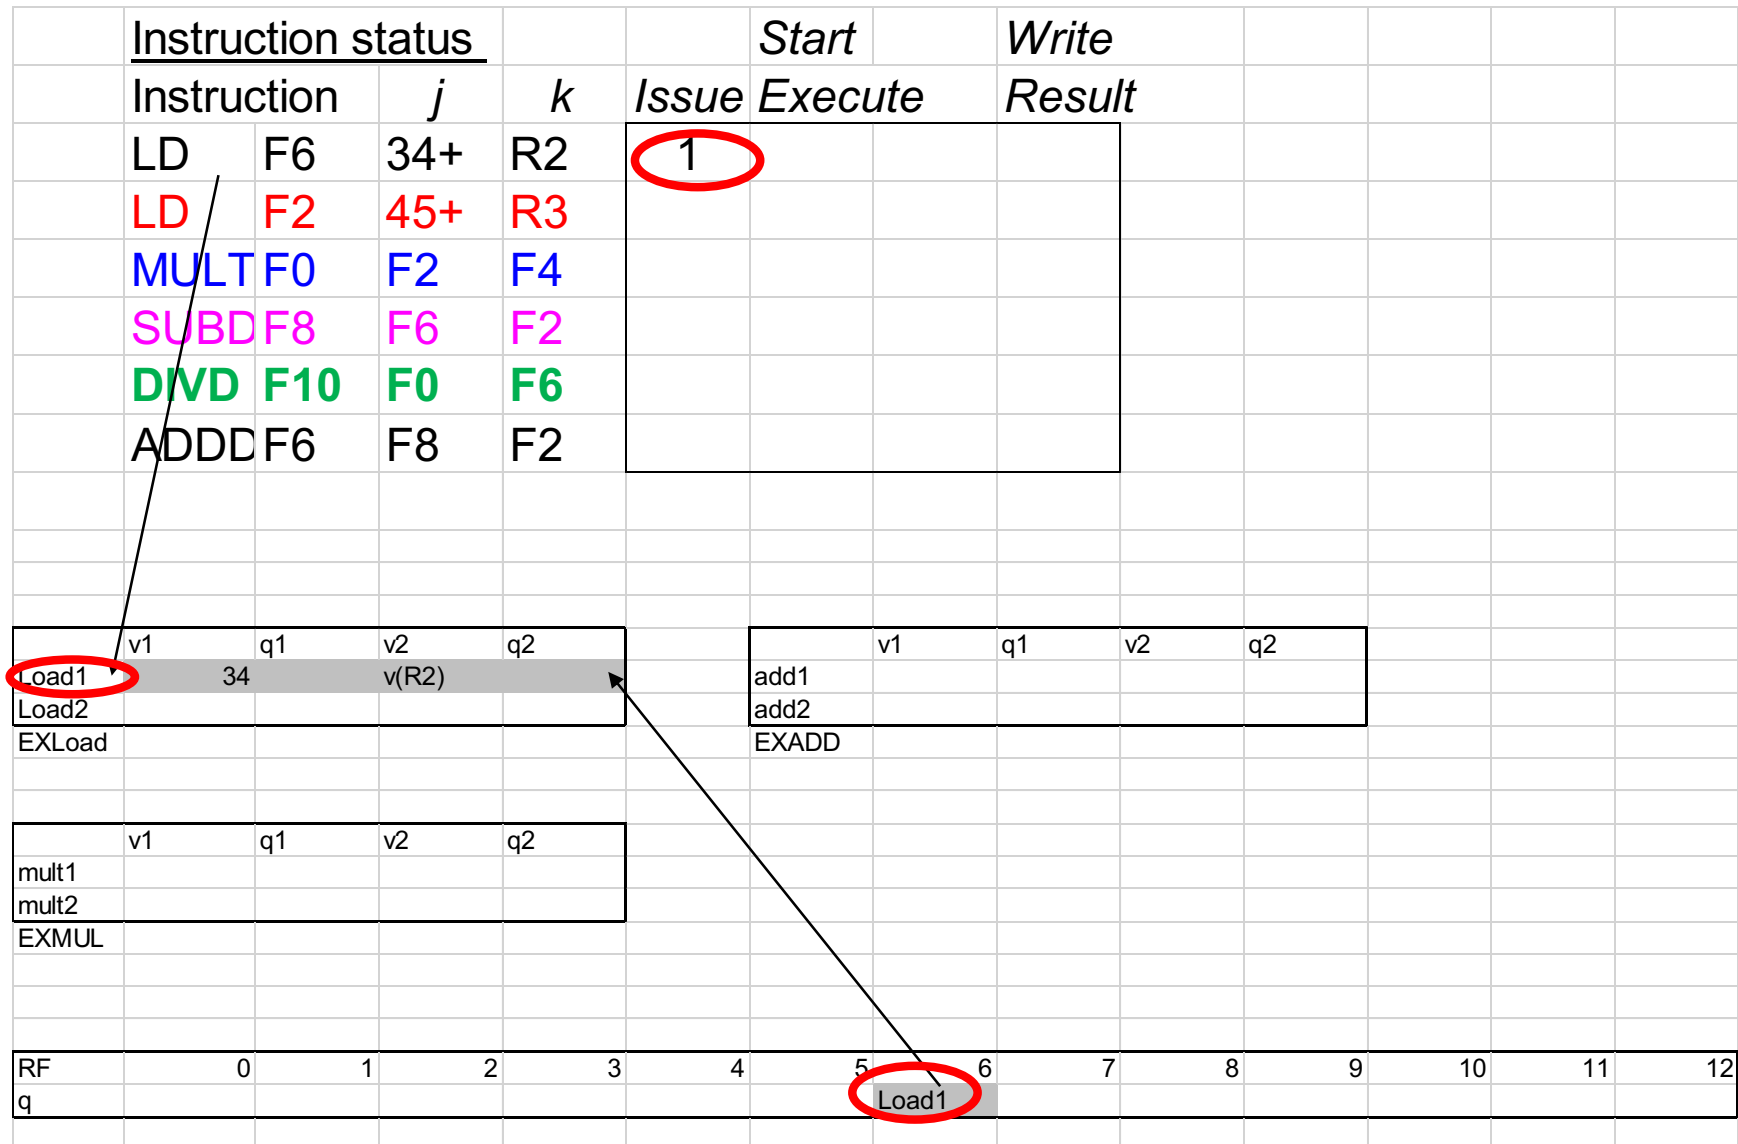 Instruction status Start Write
Instruction j k Issue Execute Result
LD F6 34+ R2 1
LD F2 45+ R3
MULT F0 F2 F4
SUBD F8 F6 F2
DIVD F10 F0 F6
ADDD F6 F8 F2
v1 q1 v2 q2 v1 q1 v2 q2
Load1 34 v(R2) add1
Load2 add2
EXLoad EXADD
v1 q1 v2 q2
mult1
mult2
EXMUL
RF 0 1 2 3 4 5 6 7 8 9 10 11 12
q Load1